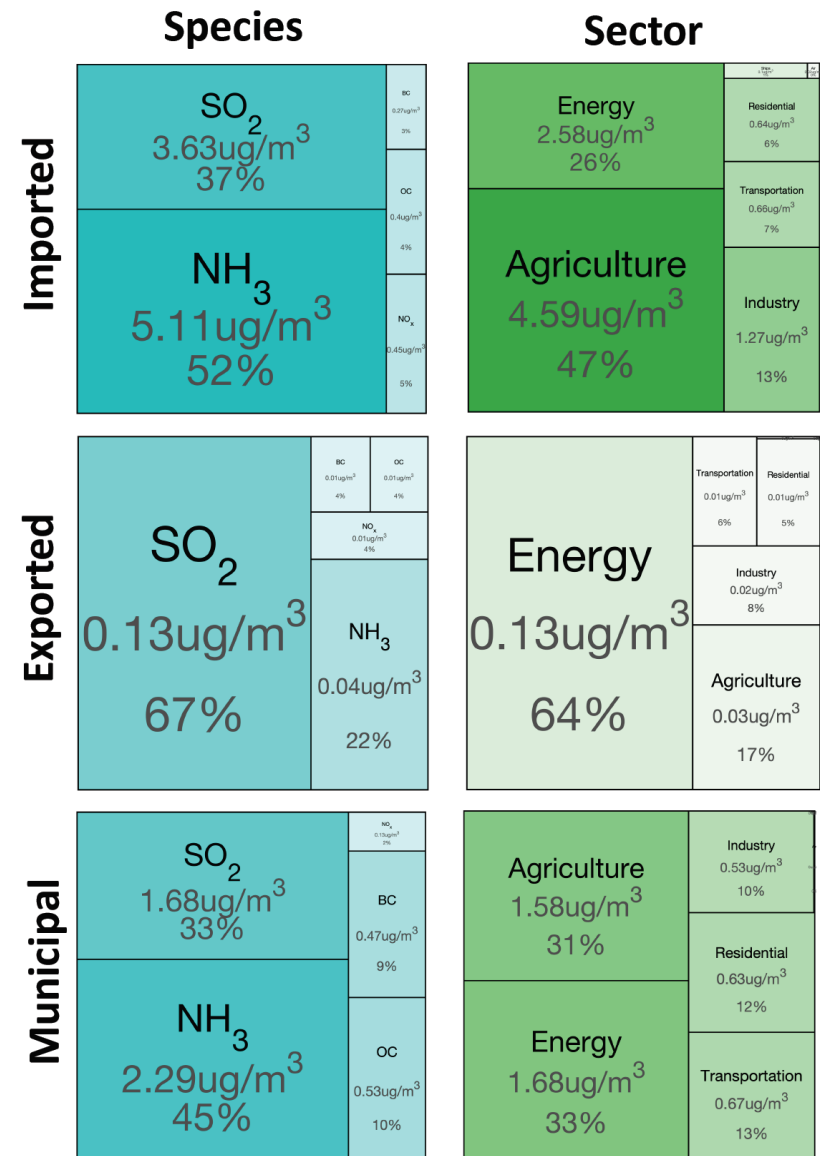 Species
Sector
Imported
SO2
3.63ug/m3
37%
NH3
5.11ug/m3
52%
BC
0.27ug/m3
3%
OC
0.4ug/m3
4%
NOx
0.45ug/m3
5%
Energy
2.58ug/m3
26%
Agriculture
4.59ug/m3
47%
Residential
0.64ug/m3
6%
Transportation
0.66ug/m3
7%
Industry
1.27ug/m3
13%
Exported
SO2
0.13ug/m3
67%
BC
0.01ug/m3
4%
OC
0.01ug/m3
4%
NOx
0.01ug/m3
4%
NH3
0.04ug/m3
22%
Energy
0.13ug/m3
64%
Transportation
0.01ug/m3
6%
Residential
0.01ug/m3
5%
Industry
0.02ug/m3
8%
Agriculture
0.03ug/m3
17%
Municipal
SO2
1.68ug/m3
33%
NH3
2.29ug/m3
45%
NOx
0.13ug/m3
BC
0.47ug/m3
9%
OC
0.53ug/m3
10%
Agriculture
1.58ug/m3
31%
Energy
1.68ug/m3
33%
Industry
0.53ug/m3
10%
Residential
0.63ug/m3
12%
Transportation
0.67ug/m3
13%